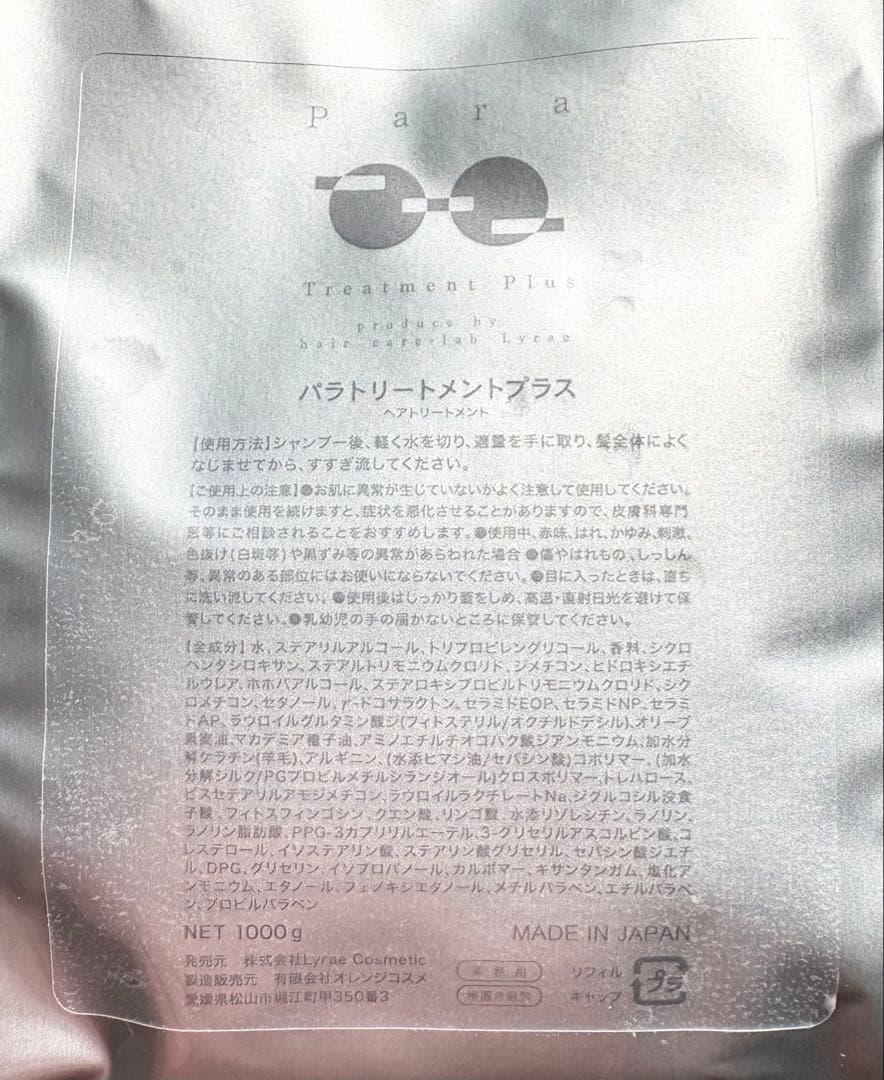 Para
Treatment Plus
produce by
hair care・lab Lyrae
パラトリートメントプラス
ヘアトリートメント
【使用方法】シャンプー後、軽く水を切り、適量を手に取り、髪全体によく
なじませてから、すすぎ流してください。
【ご使用上の注意】●お肌に異常が生じていないかよく注意して使用してください。
そのまま使用を続けますと、症状を悪化させることがありますので、皮膚科専門
医等にご相談されることをおすすめします。●使用中、赤味、はれ、かゆみ、刺激、
色抜け(白斑等)や黒ずみ等の異常があらわれた場合 ●傷やはれもの、しっしん
等、異常のある部位にはお使いにならないでください。●目に入ったときは、直ち
に洗い流してください。●使用後はしっかり蓋をしめ、高温・直射日光を避けて保
管してください。●乳幼児の手の届かないところに保管してください。
【全成分】水、ステアリルアルコール、トリプロピレングリコール、香料、シクロ
ペンタシロキサン、ステアルトリモニウムクロリド、ジメチコン、ヒドロキシエチ
ルウレア、ホホバアルコール、ステアロキシプロピルトリモニウムクロリド、シク
ロメチコン、セタノール、γ-ドコサラクトン、セラミドEOP、セラミドNP、セラミ
ドAP、ラウロイルグルタミン酸ジ(フィトステリル/オクチルドデシル)、オリーブ
果実油、マカデミア種子油、アミノエチルチオコハク酸ジアンモニウム、加水分
解ケラチン(羊毛)、アルギニン、(水添ヒマシ油/セバシン酸)コポリマー、(加水
分解シルク/PGプロピルメチルシランジオール)クロスポリマー、トレハロース、
ビスセテアリルアモジメチコン、ラウロイルラクチレートNa、ジグルコシル没食
子酸、フィトスフィンゴシン、クエン酸、リンゴ酸、水添リゾレシチン、ラノリン、
ラノリン脂肪酸、PPG-3カプリリルエーテル、3-グリセリルアスコルビン酸、コ
レステロール、イソステアリン酸、ステアリン酸グリセリル、セバシン酸ジエチ
ル、DPG、グリセリン、イソプロパノール、カルボマー、キサンタンガム、塩化ア
ンモニウム、エタノール、フェノキシエタノール、メチルパラベン、エチルパラベ
ン、プロピルパラベン
NET 1000g MADE IN JAPAN
発売元 株式会社Lyrae Cosmetic
製造販売元 有限会社オレンジコスメ
愛媛県松山市堀江町甲350番3
業務用
横置き厳禁
リフィル
キャップ
プラ